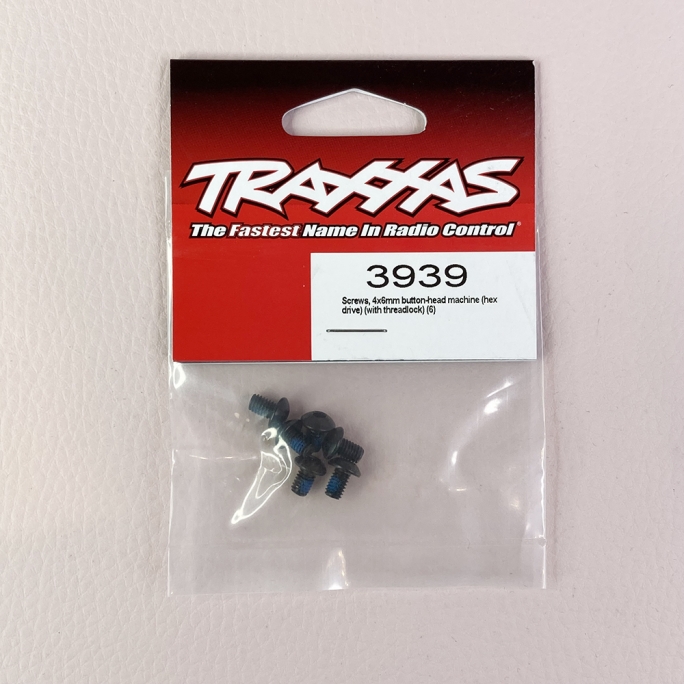 TRAXXAS
The Fastest Name In Radio Control®
3939
Screws, 4x6mm button-head machine (hex
drive) (with threadlock) (6)